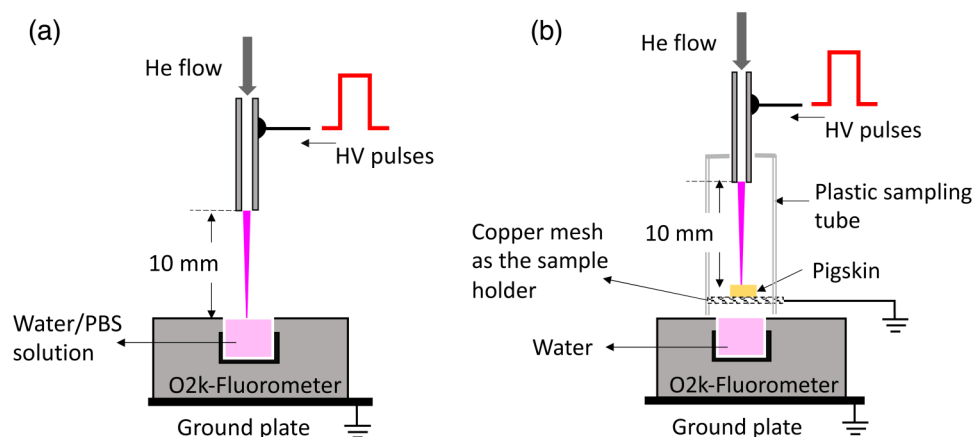 (a)
He flow
HV pulses
10 mm
Water/PBS
solution
O2k-Fluorometer
Ground plate
(b)
He flow
HV pulses
Plastic sampling
tube
10 mm
Copper mesh
as the sample
holder
Pigskin
Water
O2k-Fluorometer
Ground plate